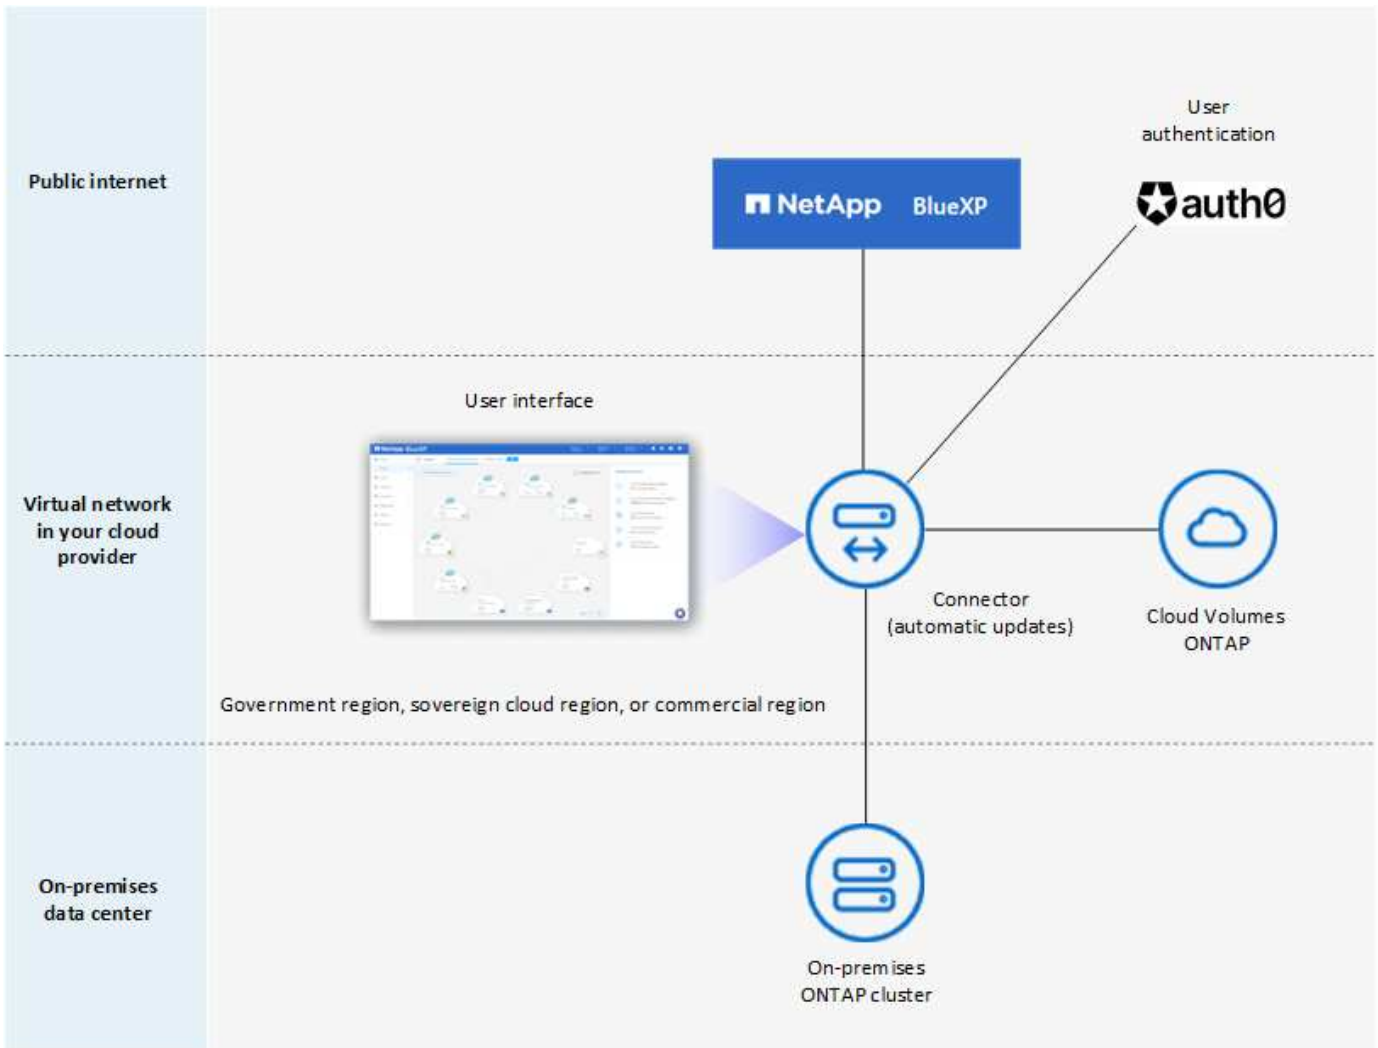 User
authentication
Public internet
NetApp BlueXP
auth0
User interface
Virtual network
in your cloud
provider
Connector
(automatic updates)
Cloud Volumes
ONTAP
Government region, sovereign cloud region, or commercial region
On-premises
data center
On-premises
ONTAP cluster